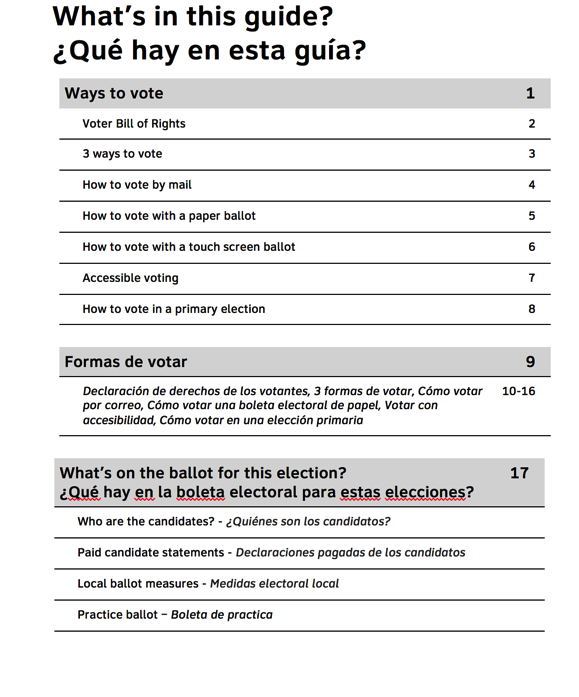 What's in this guide?
¿Qué hay en esta guía?
Ways to vote 1
Voter Bill of Rights 2
3 ways to vote 3
How to vote by mail 4
How to vote with a paper ballot 5
How to vote with a touch screen ballot 6
Accessible voting 7
How to vote in a primary election 8
Formas de votar 9
Declaración de derechos de los votantes, 3 formas de votar, Cómo votar 10-16
por correo, Cómo votar una boleta electoral de papel, Votar con
accesibilidad, Cómo votar en una elección primaria
What's on the ballot for this election? 17
¿Qué hay en la boleta electoral para estas elecciones?
Who are the candidates? - ¿Quiénes son los candidatos?
Paid candidate statements - Declaraciones pagadas de los candidatos
Local ballot measures - Medidas electoral local
Practice ballot – Boleta de practica